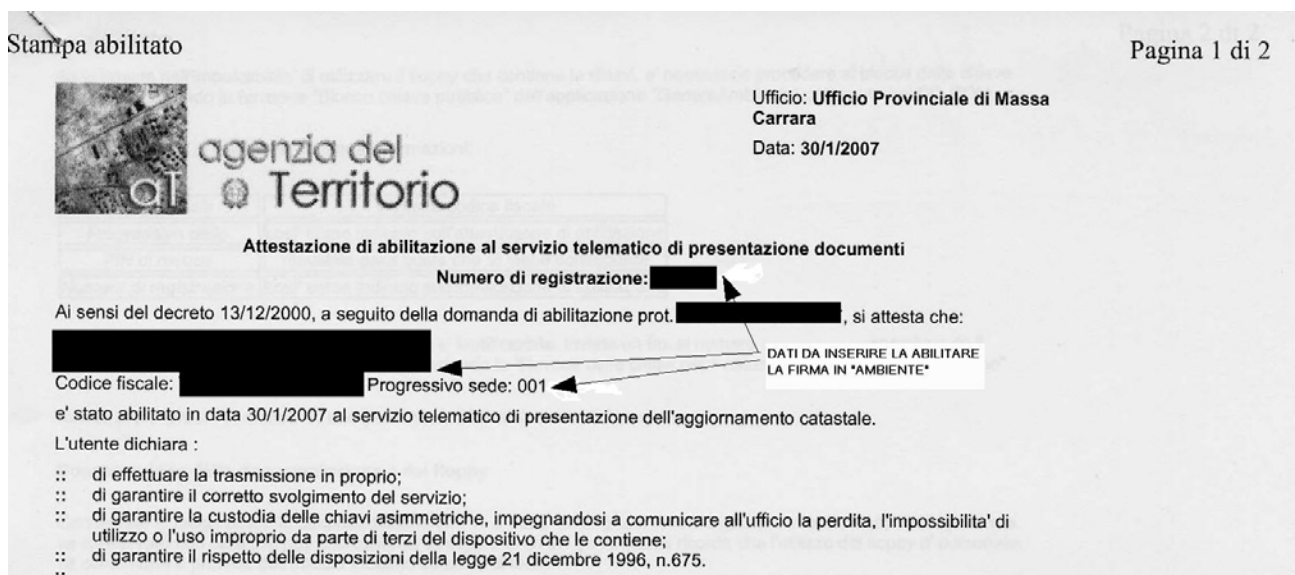 Stampa abilitato
Pagina 1 di 2
Ufficio: Ufficio Provinciale di Massa
Carrara
Data: 30/1/2007
aT
agenzia del
Territorio
Attestazione di abilitazione al servizio telematico di presentazione documenti
Numero di registrazione:
Ai sensi del decreto 13/12/2000, a seguito della domanda di abilitazione prot. , si attesta che:
DATI DA INSERIRE LA ABILITARE
LA FIRMA IN "AMBIENTE"
Codice fiscale: Progressivo sede: 001
e' stato abilitato in data 30/1/2007 al servizio telematico di presentazione dell'aggiornamento catastale.
L'utente dichiara :
:: di effettuare la trasmissione in proprio;
:: di garantire il corretto svolgimento del servizio;
:: di garantire la custodia delle chiavi asimmetriche, impegnandosi a comunicare all'ufficio la perdita, l'impossibilita' di
utilizzo o l'uso improprio da parte di terzi del dispositivo che le contiene;
:: di garantire il rispetto delle disposizioni della legge 21 dicembre 1996, n.675.